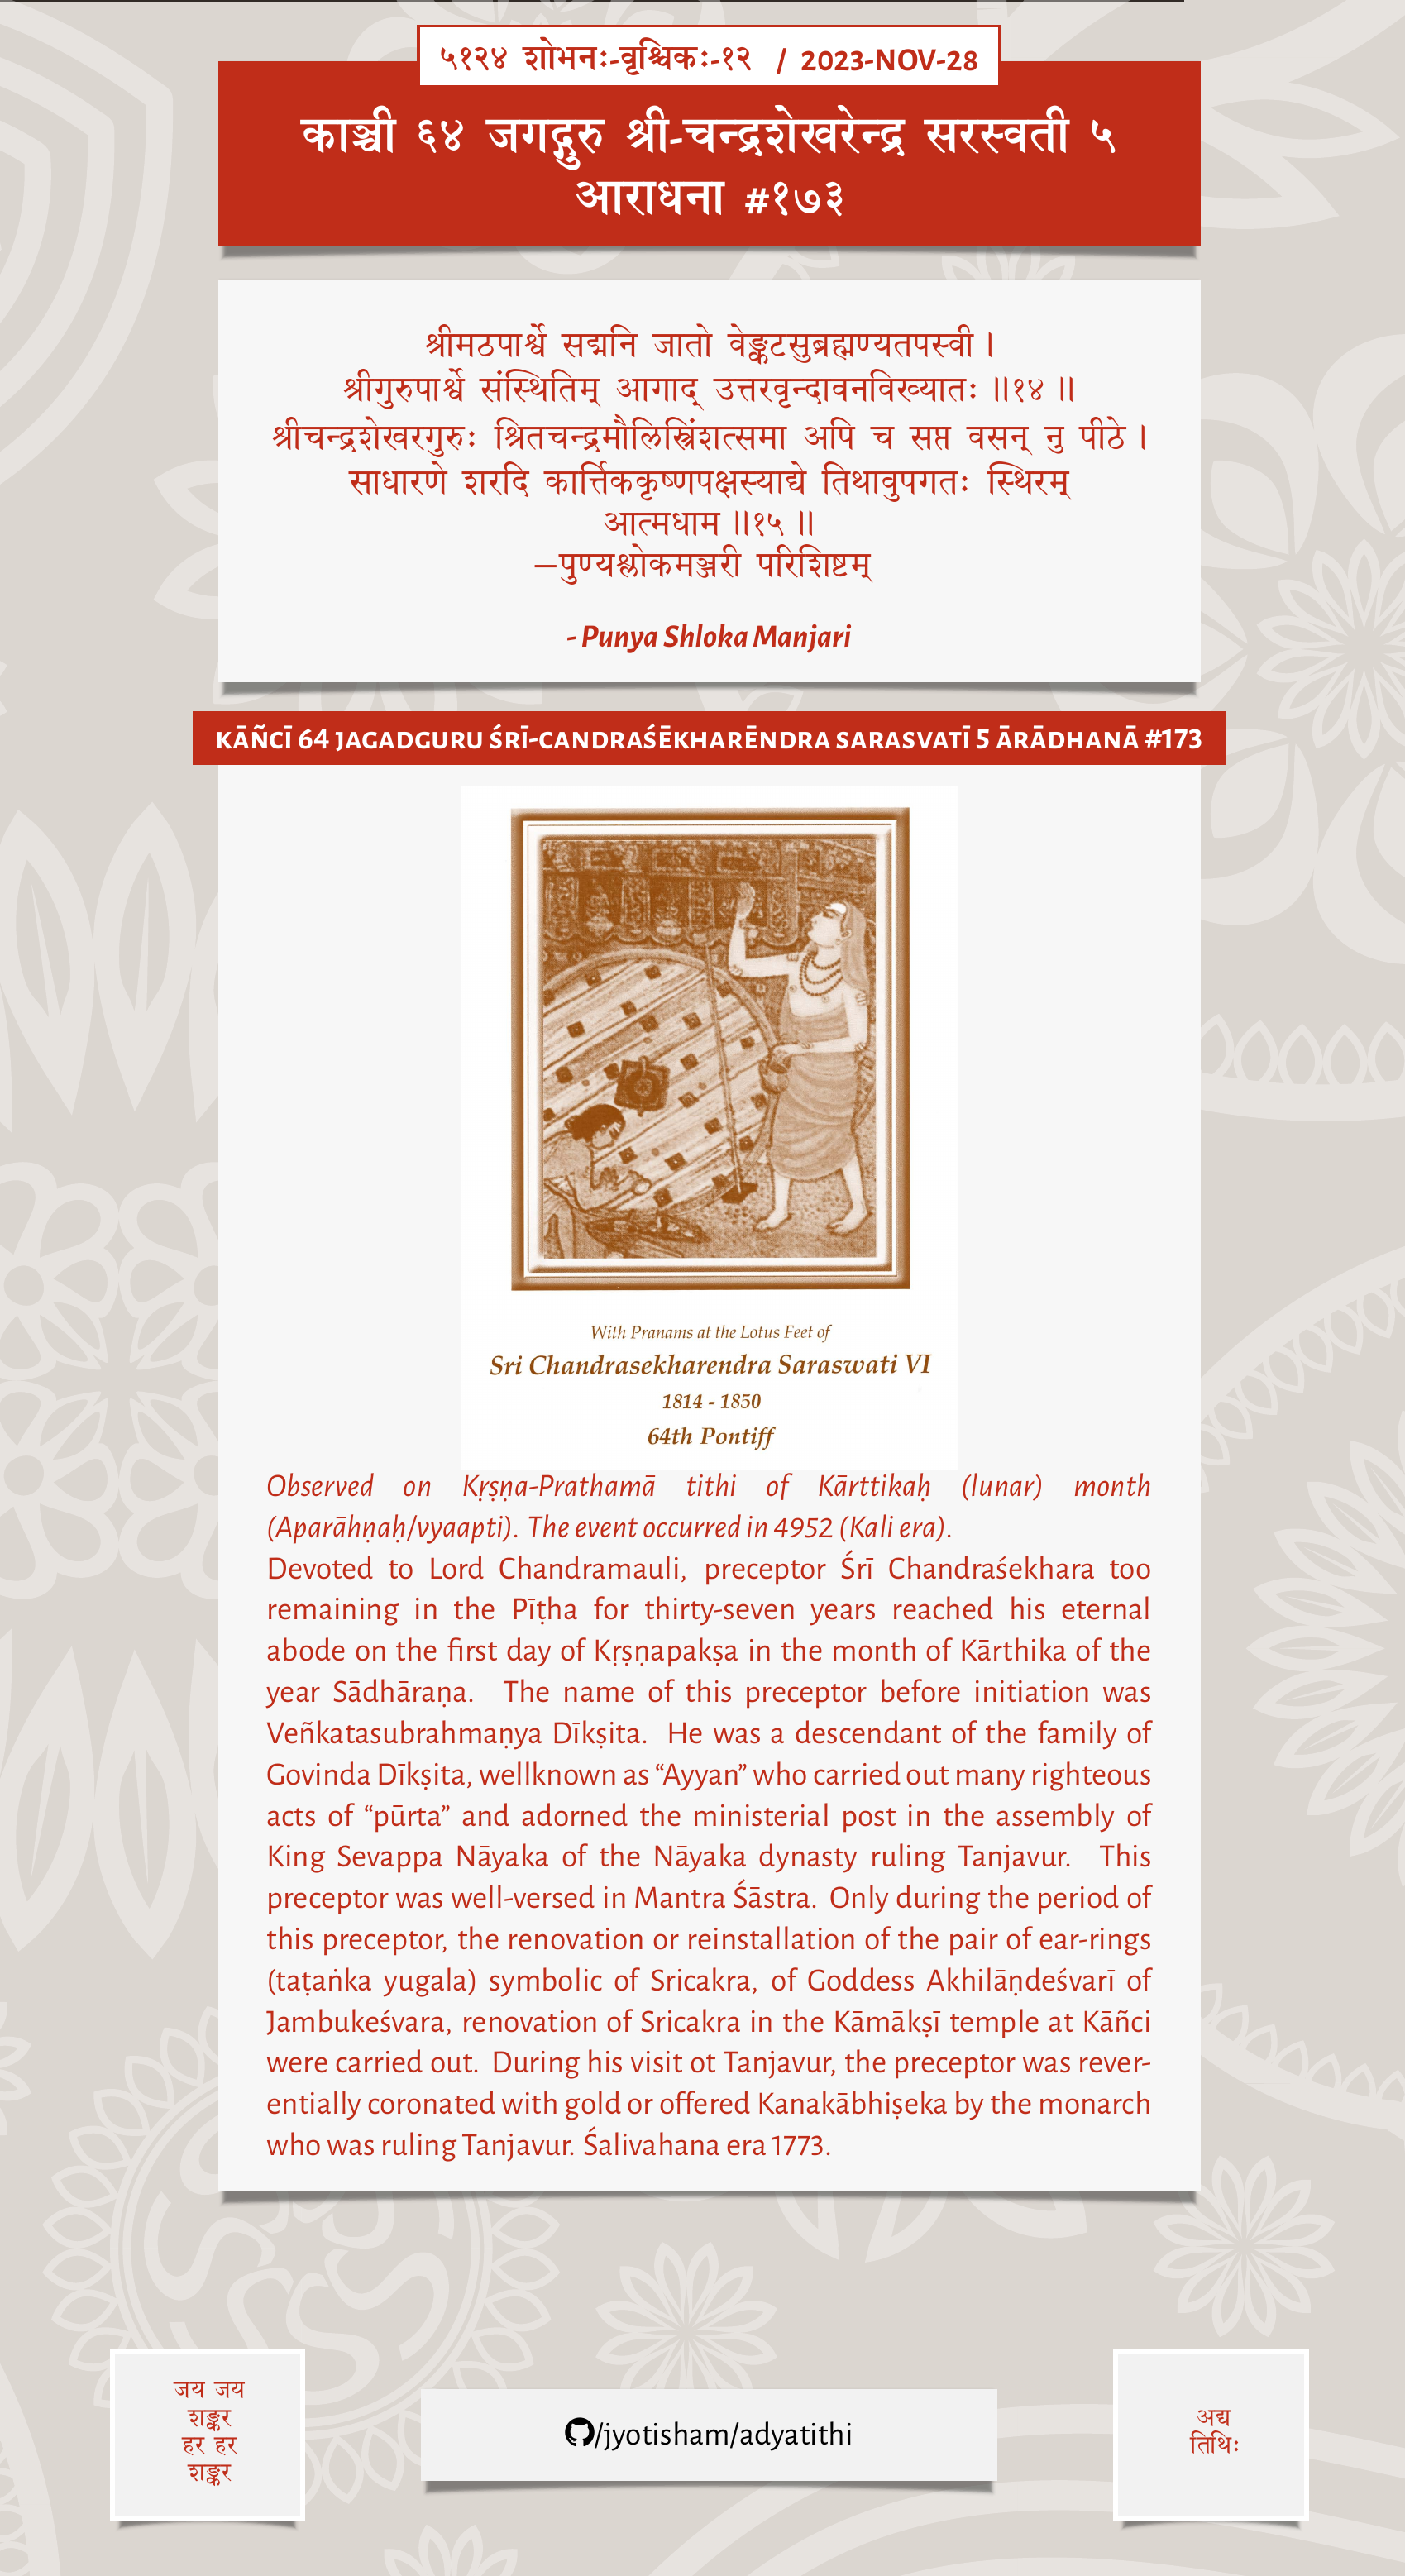 ५१२४ शोभनः-वृश्चिकः-१२ / 2023-NOV-28
काञ्ची ६४ जगद्गुरु श्री-चन्द्रशेखरेन्द्र सरस्वती ५
आराधना #१७३
श्रीमठपार्श्वे सद्मनि जातो वेङ्कटसुब्रह्मण्यतपस्वी ।
श्रीगुरुपार्श्वे संस्थितिम् आगाद् उत्तरवृन्दावनविख्यातः ॥१४ ॥
श्रीचन्द्रशेखरगुरुः श्रितचन्द्रमौलिस्त्रिंशत्समा अपि च सप्त वसन् नु पीठे ।
साधारणे शरदि कार्त्तिककृष्णपक्षस्याद्ये तिथावुपगतः स्थिरम्
आत्मधाम ॥१५ ॥
—पुण्यश्लोकमञ्जरी परिशिष्टम्
- Punya Shloka Manjari
KĀÑCĪ 64 JAGADGURU ŚRĪ-CANDRAŚĒKHARĒNDRA SARASVATĪ 5 ĀRĀDHANĀ #173
With Pranams at the Lotus Feet of
Sri Chandrasekharendra Saraswati VI
1814 - 1850
64th Pontiff
Observed on Kṛṣṇa-Prathamā tithi of Kārttikaḥ (lunar) month
(Aparāhṇaḥ/vyaapti). The event occurred in 4952 (Kali era).
Devoted to Lord Chandramauli, preceptor Śrī Chandraśekhara too
remaining in the Pīṭha for thirty-seven years reached his eternal
abode on the first day of Kṛṣṇapakṣa in the month of Kārthika of the
year Sādhāraṇa. The name of this preceptor before initiation was
Veñkatasubrahmaṇya Dīkṣita. He was a descendant of the family of
Govinda Dīkṣita, wellknown as “Ayyan” who carried out many righteous
acts of “pūrta” and adorned the ministerial post in the assembly of
King Sevappa Nāyaka of the Nāyaka dynasty ruling Tanjavur. This
preceptor was well-versed in Mantra Śāstra. Only during the period of
this preceptor, the renovation or reinstallation of the pair of ear-rings
(taṭaṅka yugala) symbolic of Sricakra, of Goddess Akhilāṇdeśvarī of
Jambukeśvara, renovation of Sricakra in the Kāmākṣī temple at Kāñci
were carried out. During his visit ot Tanjavur, the preceptor was rever-
entially coronated with gold or offered Kanakābhiṣeka by the monarch
who was ruling Tanjavur. Śalivahana era 1773.
जय जय
शङ्कर
हर हर
शङ्कर
/jyotisham/adyatithi
अद्य
तिथिः